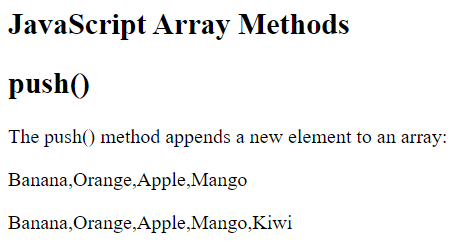 JavaScript Array Methods
push()
The push() method appends a new element to an array:
Banana,Orange,Apple,Mango
Banana,Orange,Apple,Mango,Kiwi